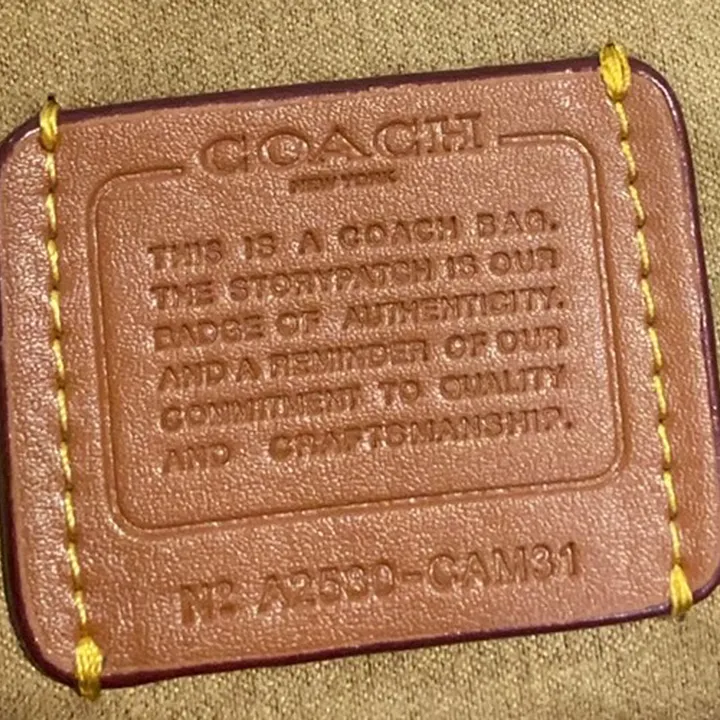 COACH
NEW YORK
THIS IS A COACH BAG.
THE STORYPATCH IS OUR
BADGE OF AUTHENTICITY.
AND A REMINDER OF OUR
COMMITMENT TO QUALITY
AND CRAFTSMANSHIP.
Nº A2530-CAM31